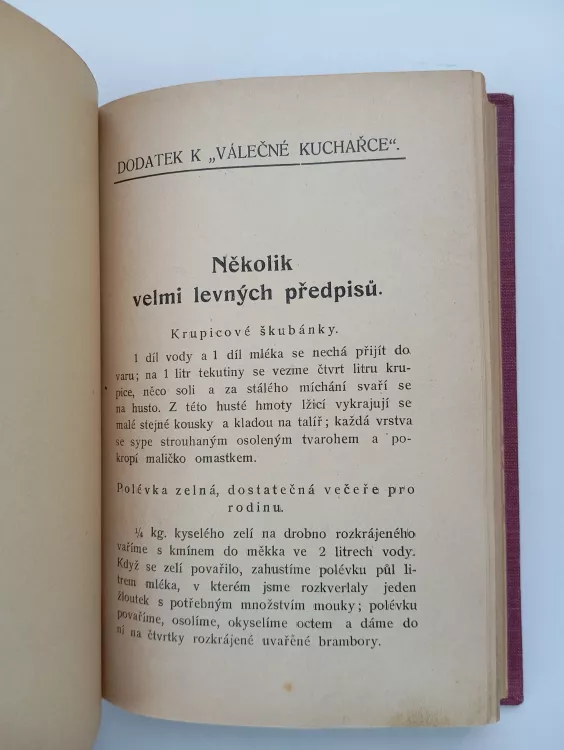 DODATEK K „VÁLEČNÉ KUCHAŘCE“.
Několik
velmi levných předpisů.
Krupicové škubánky.
1 díl vody a 1 díl mléka se nechá přijít do
varu; na 1 litr tekutiny se vezme čtvrt litru kru-
pice, něco soli a za stálého míchání svaří se
na husto. Z této husté hmoty lžicí vykrajují se
malé stejné kousky a kladou na talíř; každá vrstva
se sype strouhaným osoleným tvarohem a po-
kropí maličko omastkem.
Polévka zelná, dostatečná večeře pro
rodinu.
¼ kg. kyselého zelí na drobno rozkrájeného
vaříme s kmínem do měkka ve 2 litrech vody.
Když se zelí povařilo, zahustíme polévku půl li-
trem mléka, v kterém jsme rozkverlaly jeden
žloutek s potřebným množstvím mouky; polévku
povaříme, osolíme, okyselíme octem a dáme do
ní na čtvrtky rozkrájené uvařěné brambory.